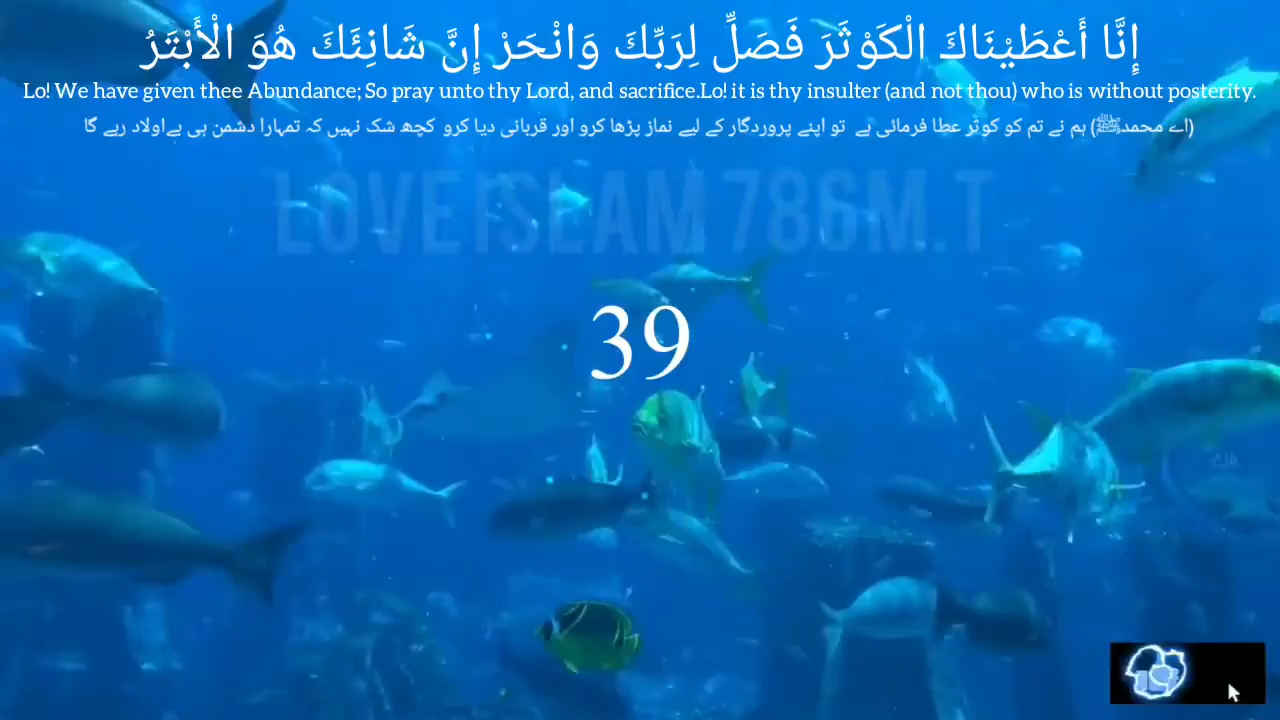 إِنَّا أَعْطَيْنَاكَ الْكَوْثَرَ فَصَلِّ لِرَبِّكَ وَانْحَرْ إِنَّ شَانِئَكَ هُوَ الْأَبْتَرُ
Lo! We have given thee Abundance; So pray unto thy Lord, and sacrifice.Lo! it is thy insulter (and not thou) who is without posterity.
(اے محمدﷺ) ہم نے تم کو کوثر عطا فرمائی ہے تو اپنے پروردگار کے لیے نماز پڑھا کرو اور قربانی دیا کرو کچھ شک نہیں کہ تمہارا دشمن ہی بےاولاد رہے گا
LOVE ISLAM 786M.T
39